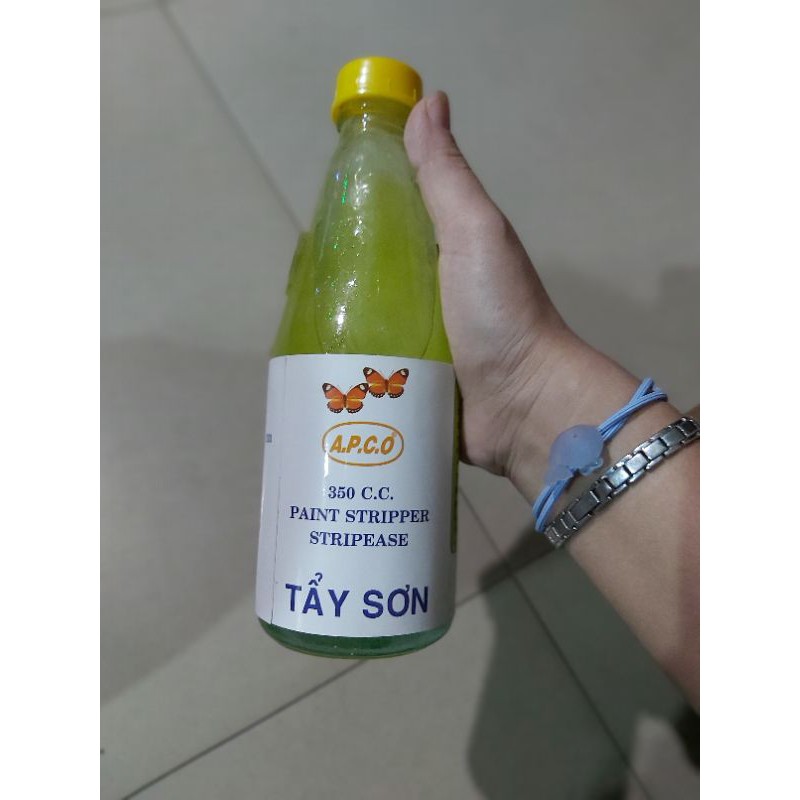 A.P.C.O
350 C.C.
PAINT STRIPPER
STRIPEASE
TẨY SƠN